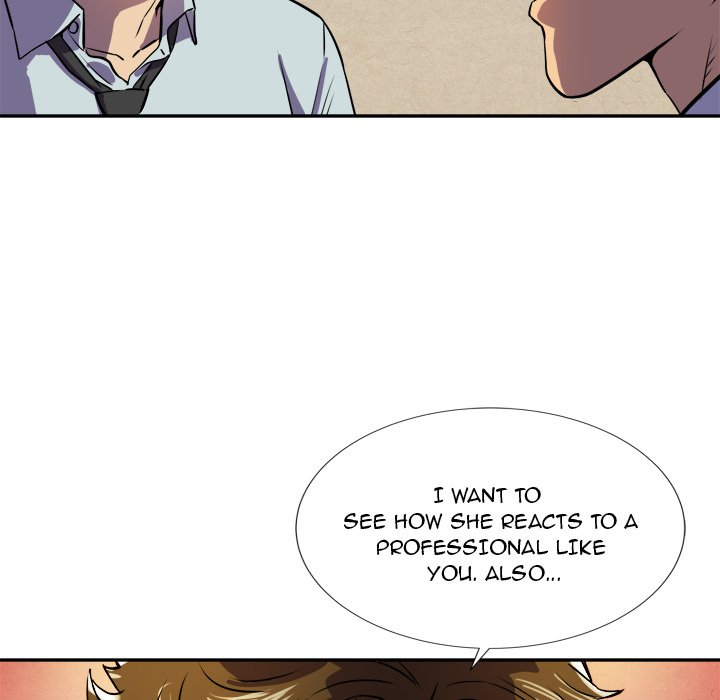 I WANT TO
SEE HOW SHE REACTS TO A
PROFESSIONAL LIKE
YOU. ALSO...